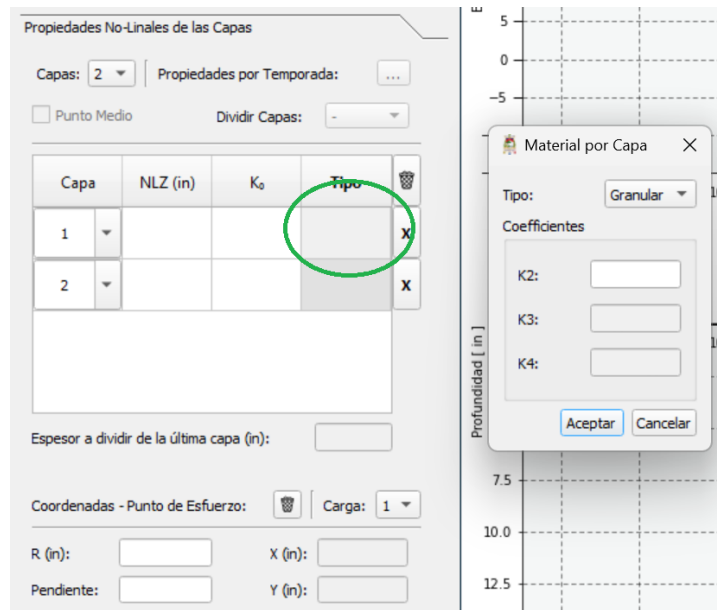 Propiedades No-Linales de las Capas
Capas: 2 Propiedades por Temporada: ...
Punto Medio Dividir Capas: -
Capa NLZ (in) K₀ Tipo
1 X
2 X
Espesor a dividir de la última capa (in):
Coordenadas - Punto de Esfuerzo: Carga: 1
R (in): X (in):
Pendiente: Y (in):
5
0
−5
Material por Capa
Tipo: Granular
Coefficientes
K2:
K3:
K4:
Aceptar Cancelar
Profundidad [ in ]
7.5
10.0
12.5